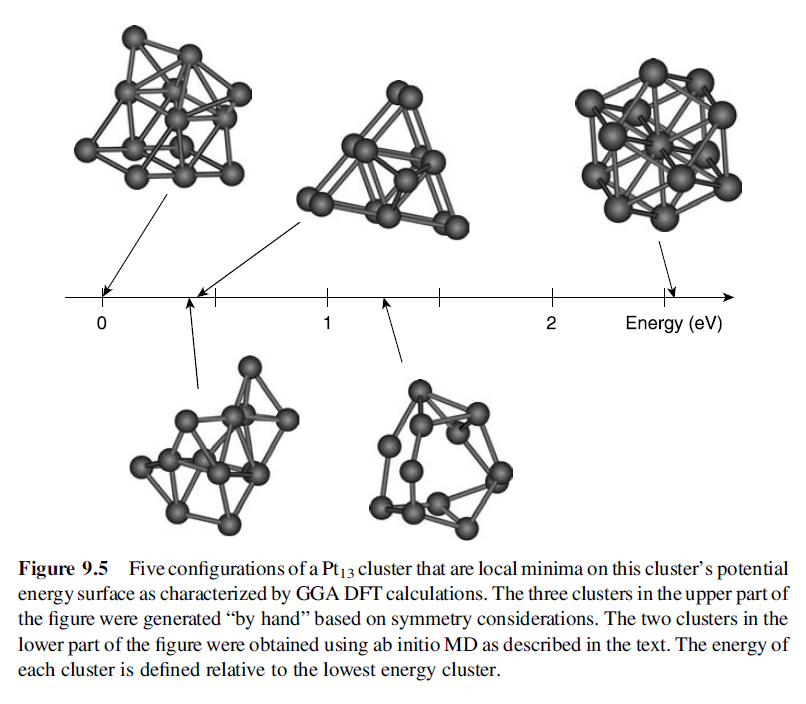 0 1 2 Energy (eV)
Figure 9.5 Five configurations of a Pt13 cluster that are local minima on this cluster's potential
energy surface as characterized by GGA DFT calculations. The three clusters in the upper part of
the figure were generated "by hand" based on symmetry considerations. The two clusters in the
lower part of the figure were obtained using ab initio MD as described in the text. The energy of
each cluster is defined relative to the lowest energy cluster.